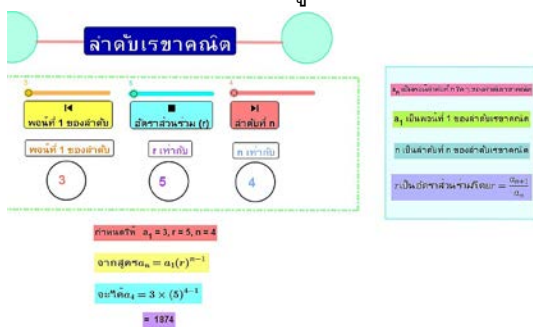 ลำดับเรขาคณิต
พจน์ที่ 1 ของลำดับ
อัตราส่วนร่วม (r)
ลำดับที่ n
พจน์ที่ 1 ของลำดับ
r เท่ากับ
n เท่ากับ
3
5
4
กำหนดให้ a₁ = 3, r = 5, n = 4
จากสูตร aₙ = a₁(r)ⁿ⁻¹
จะได้ a₄ = 3 × (5)⁴⁻¹
= 1874
a₁ เป็นพจน์ที่ 1 ของลำดับเรขาคณิต
n เป็นลำดับที่ n ของลำดับเรขาคณิต
r เป็นอัตราส่วนร่วมโดย r = aₙ₊₁/aₙ